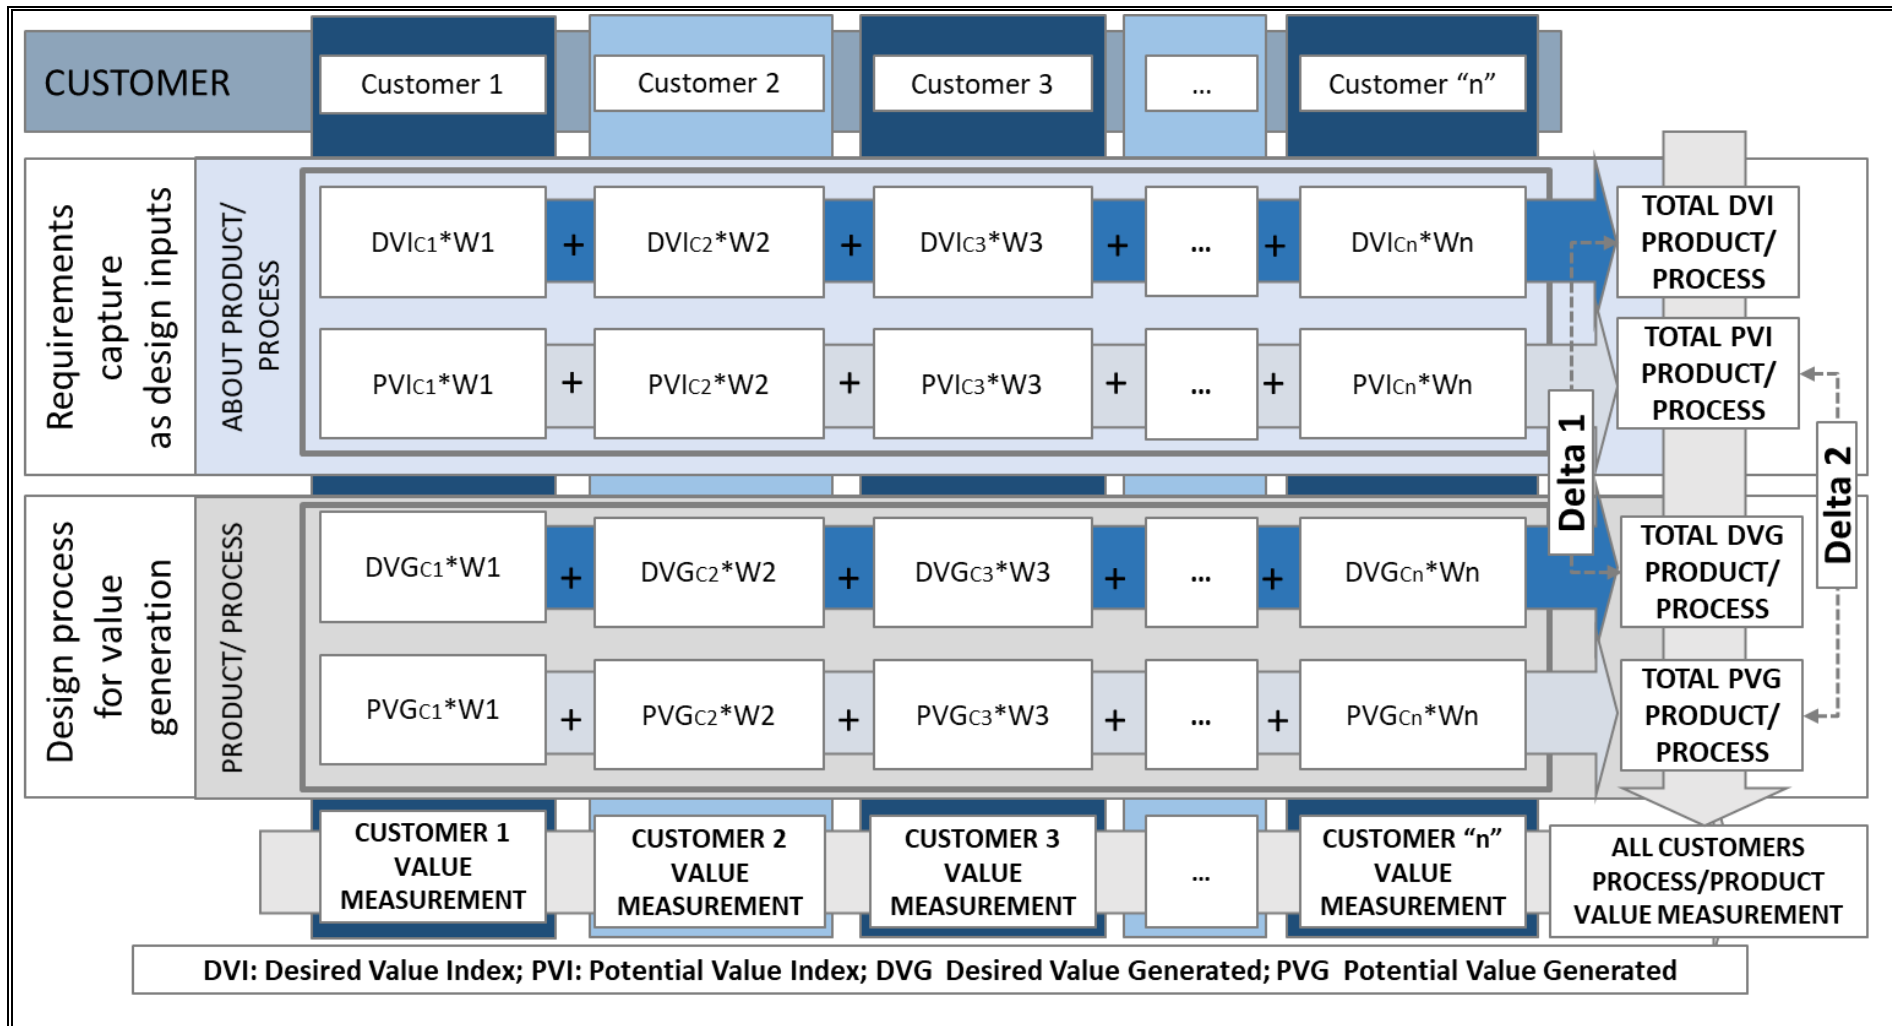 CUSTOMER
Customer 1
Customer 2
Customer 3
...
Customer “n”
Requirements
capture
as design inputs
ABOUT PRODUCT/
PROCESS
DVIC1*W1
+
DVIC2*W2
+
DVIC3*W3
+
...
+
DVICn*Wn
TOTAL DVI
PRODUCT/
PROCESS
PVIC1*W1
+
PVIC2*W2
+
PVIC3*W3
+
...
+
PVICn*Wn
TOTAL PVI
PRODUCT/
PROCESS
Delta 1
Delta 2
Design process
for value
generation
PRODUCT/ PROCESS
DVGC1*W1
+
DVGC2*W2
+
DVGC3*W3
+
...
+
DVGCn*Wn
TOTAL DVG
PRODUCT/
PROCESS
PVGC1*W1
+
PVGC2*W2
+
PVGC3*W3
+
...
+
PVGCn*Wn
TOTAL PVG
PRODUCT/
PROCESS
CUSTOMER 1
VALUE
MEASUREMENT
CUSTOMER 2
VALUE
MEASUREMENT
CUSTOMER 3
VALUE
MEASUREMENT
...
CUSTOMER “n”
VALUE
MEASUREMENT
ALL CUSTOMERS
PROCESS/PRODUCT
VALUE MEASUREMENT
DVI: Desired Value Index; PVI: Potential Value Index; DVG Desired Value Generated; PVG Potential Value Generated